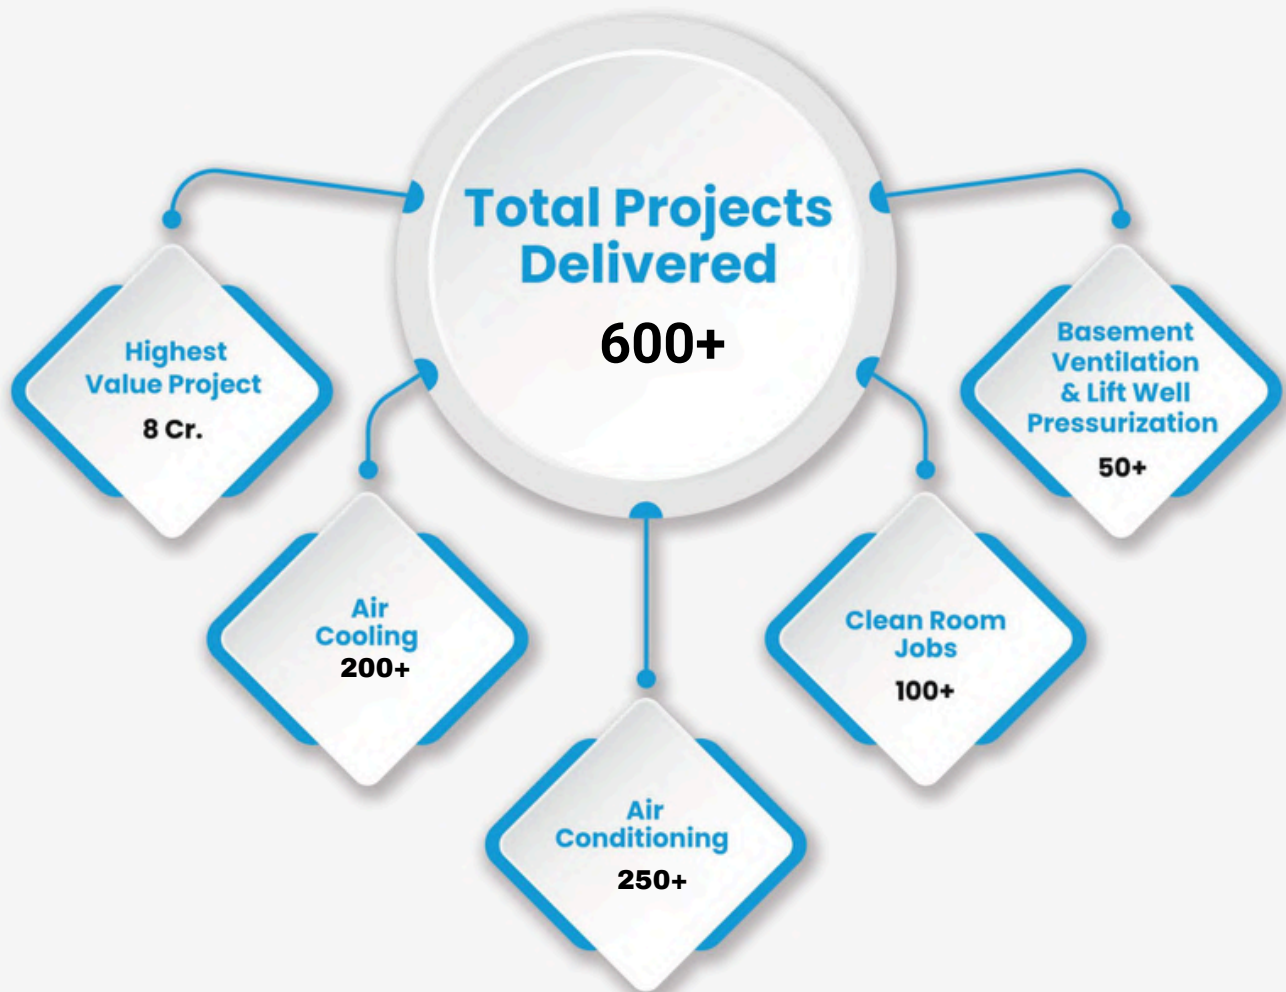 Total Projects
Delivered
600+
Highest
Value Project
8 Cr.
Air
Cooling
200+
Air
Conditioning
250+
Clean Room
Jobs
100+
Basement
Ventilation
& Lift Well
Pressurization
50+